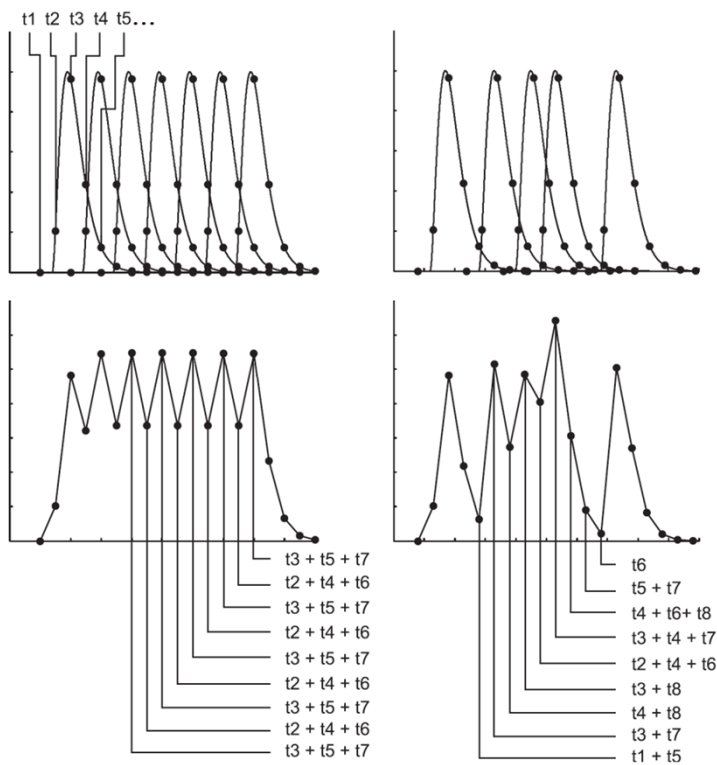 t1 t2 t3 t4 t5...
t3 + t5 + t7
t2 + t4 + t6
t3 + t5 + t7
t2 + t4 + t6
t3 + t5 + t7
t2 + t4 + t6
t3 + t5 + t7
t2 + t4 + t6
t3 + t5 + t7
t6
t5 + t7
t4 + t6+ t8
t3 + t4 + t7
t2 + t4 + t6
t3 + t8
t4 + t8
t3 + t7
t1 + t5